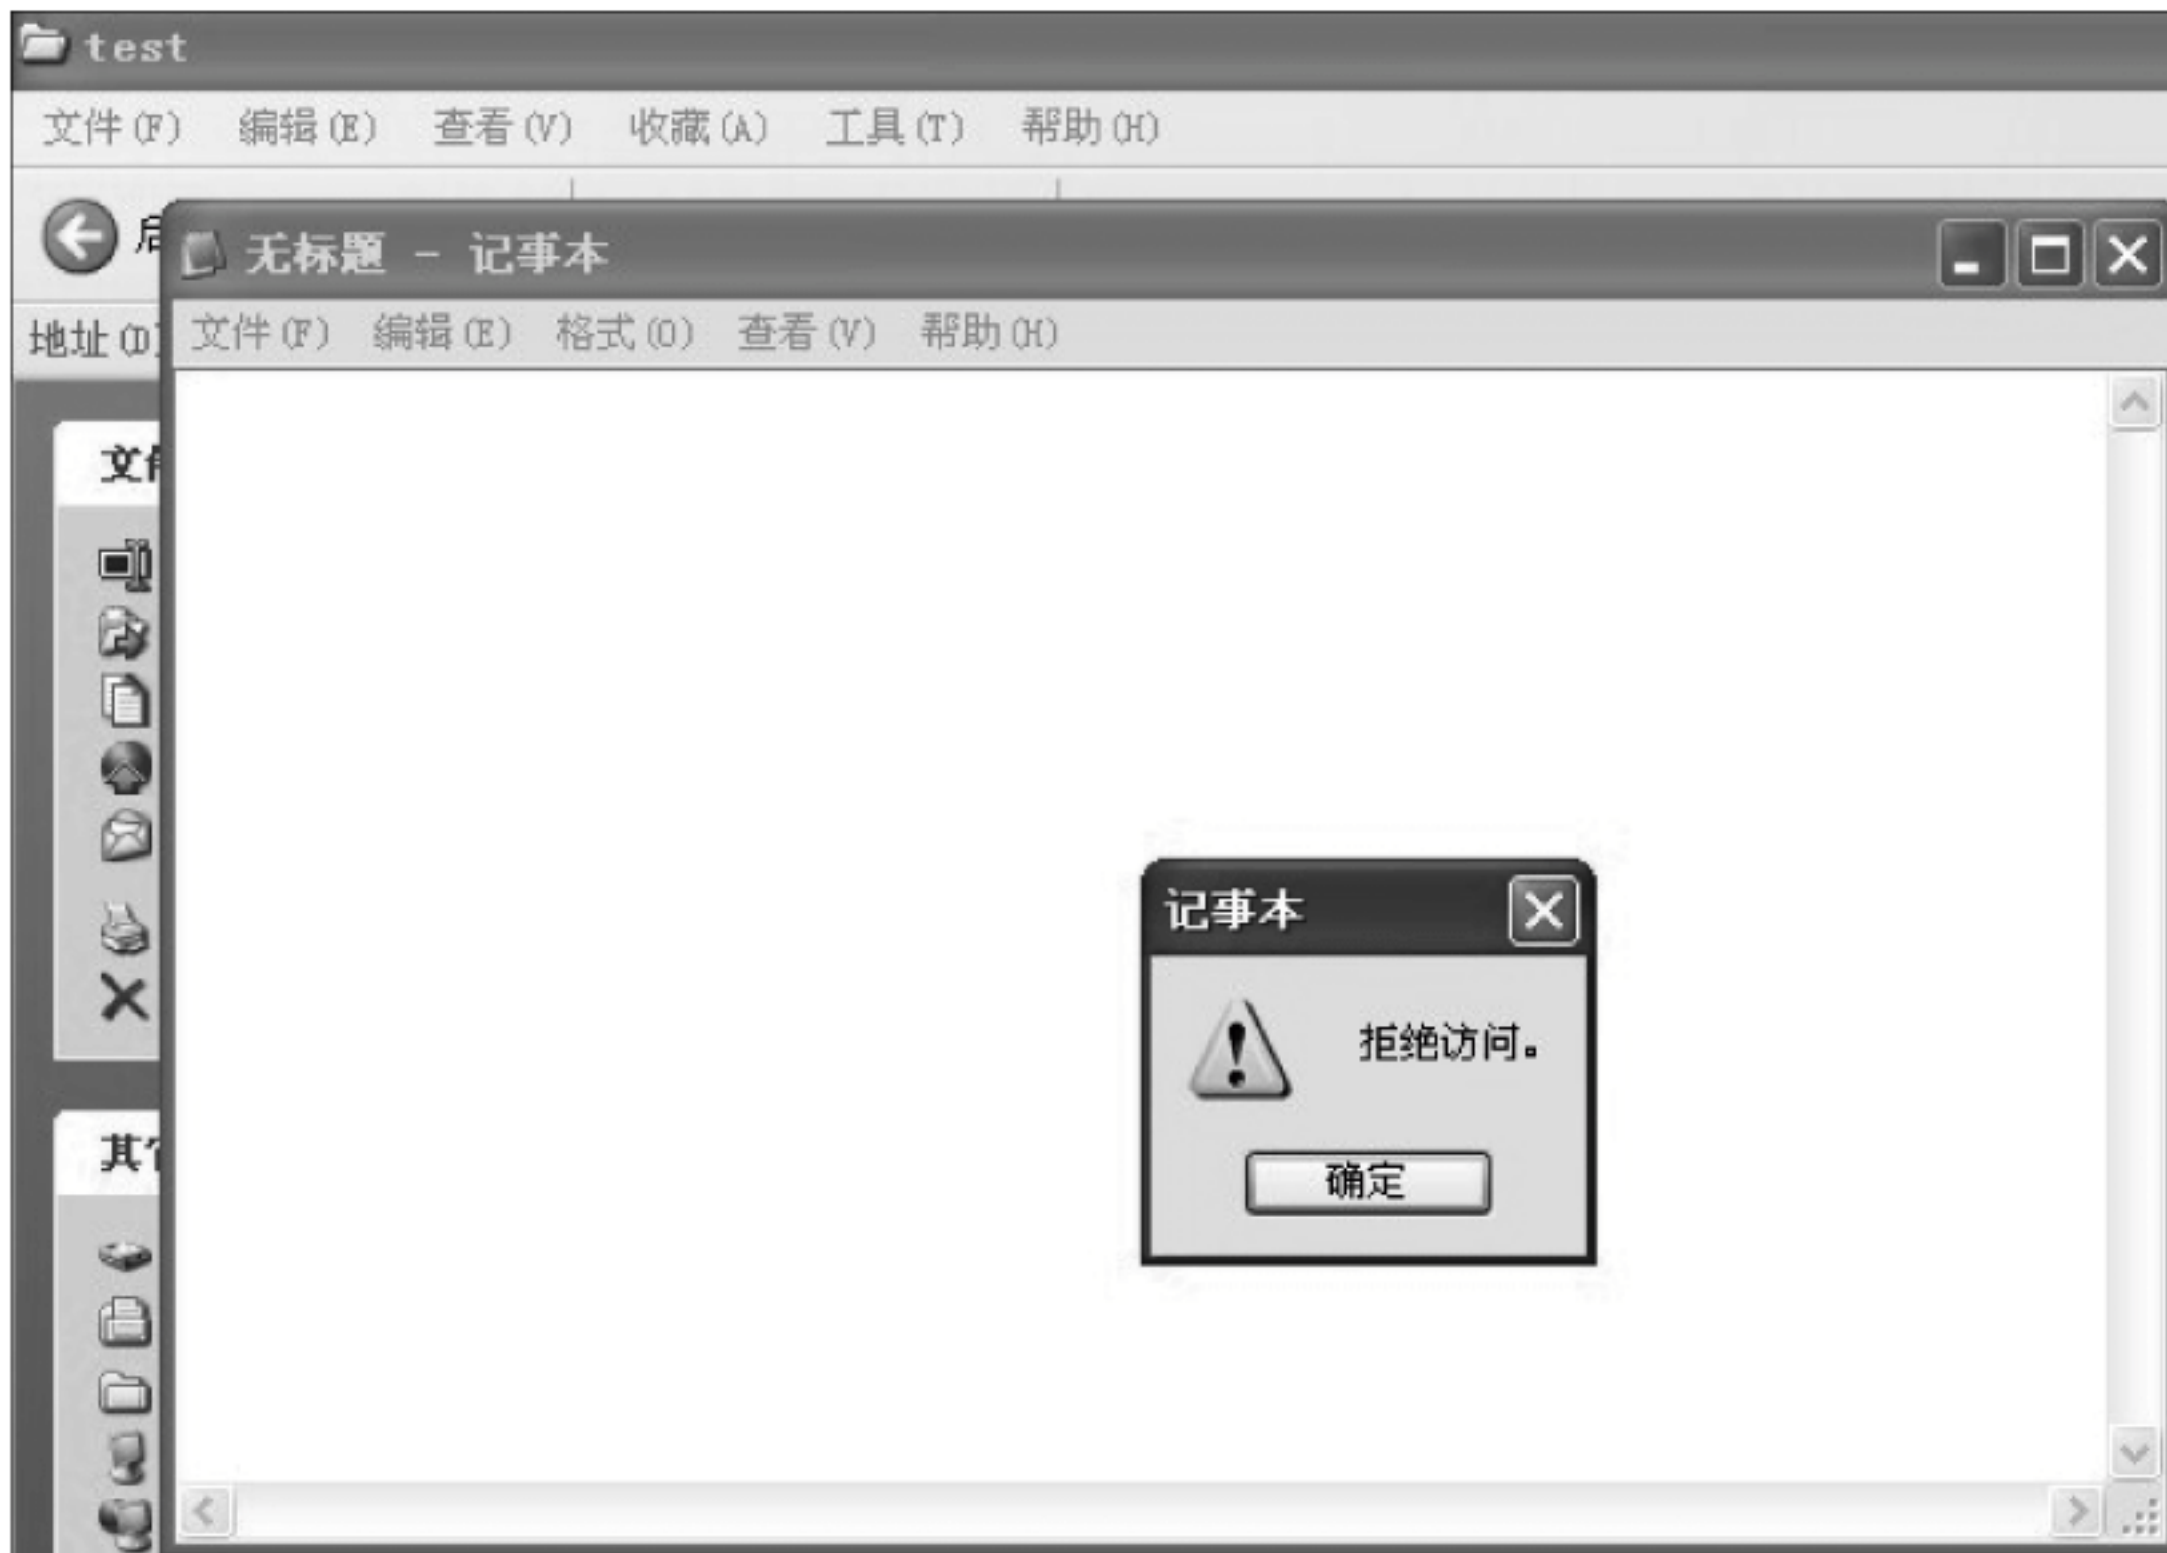 test
文件(F) 编辑(E) 查看(V) 收藏(A) 工具(T) 帮助(H)
无标题 - 记事本
地址(D)
文件(F) 编辑(E) 格式(O) 查看(V) 帮助(H)
记事本
拒绝访问。
确定